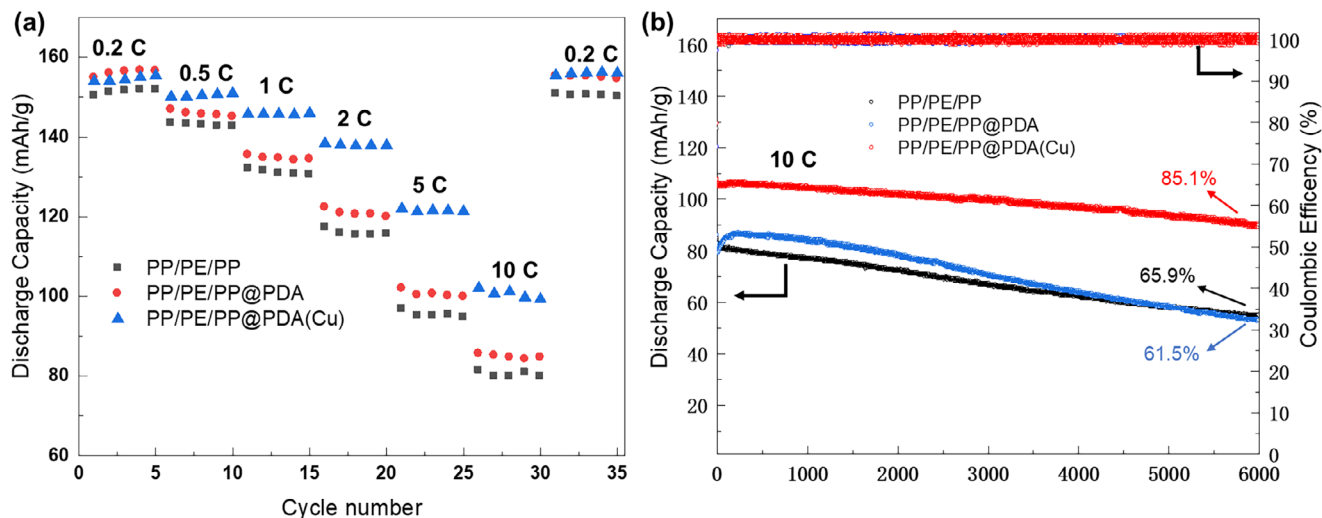 (a)
160
140
120
100
80
60
0
5
10
15
20
25
30
35
Discharge Capacity (mAh/g)
Cycle number
0.2 C
0.5 C
1 C
2 C
5 C
10 C
0.2 C
PP/PE/PP
PP/PE/PP@PDA
PP/PE/PP@PDA(Cu)
(b)
160
140
120
100
80
60
40
20
0
1000
2000
3000
4000
5000
6000
100
90
80
70
60
50
40
30
20
10
0
Discharge Capacity (mAh/g)
Coulombic Efficency (%)
PP/PE/PP
PP/PE/PP@PDA
PP/PE/PP@PDA(Cu)
10 C
85.1%
65.9%
61.5%